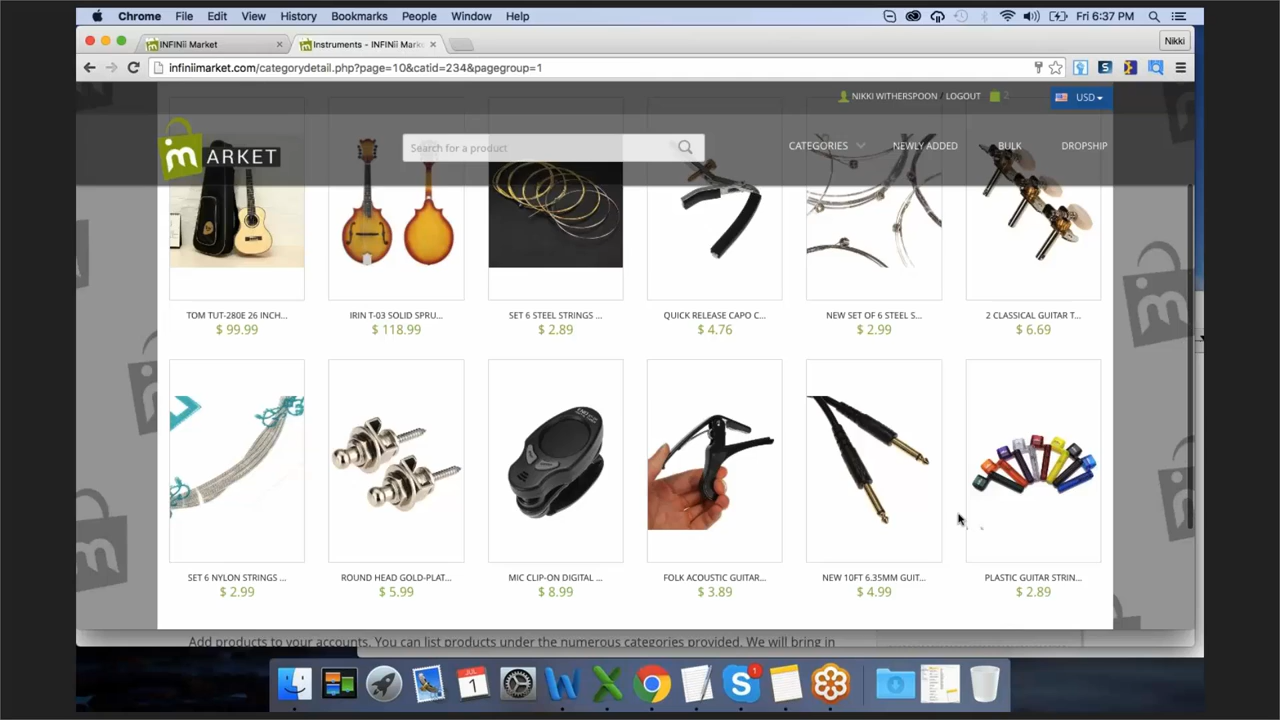 Chrome File Edit View History Bookmarks People Window Help Fri 6:37 PM
INFINii Market Instruments - INFINii Mark Nikki
infiniimarket.com/categorydetail.php?page=10&catid=234&pagegroup=1
NIKKI WITHERSPOON / LOGOUT 2 USD
m ARKET Search for a product CATEGORIES NEWLY ADDED BULK DROPSHIP
TOM TUT-280E 26 INCH... IRIN T-03 SOLID SPRU... SET 6 STEEL STRINGS ... QUICK RELEASE CAPO C... NEW SET OF 6 STEEL S... 2 CLASSICAL GUITAR T...
$ 99.99 $ 118.99 $ 2.89 $ 4.76 $ 2.99 $ 6.69
SET 6 NYLON STRINGS ... ROUND HEAD GOLD-PLAT... MIC CLIP-ON DIGITAL ... FOLK ACOUSTIC GUITAR... NEW 10FT 6.35MM GUIT... PLASTIC GUITAR STRIN...
$ 2.99 $ 5.99 $ 8.99 $ 3.89 $ 4.99 $ 2.89
Add products to your accounts. You can list products under the numerous categories provided. We will bring in
JUL 1 1